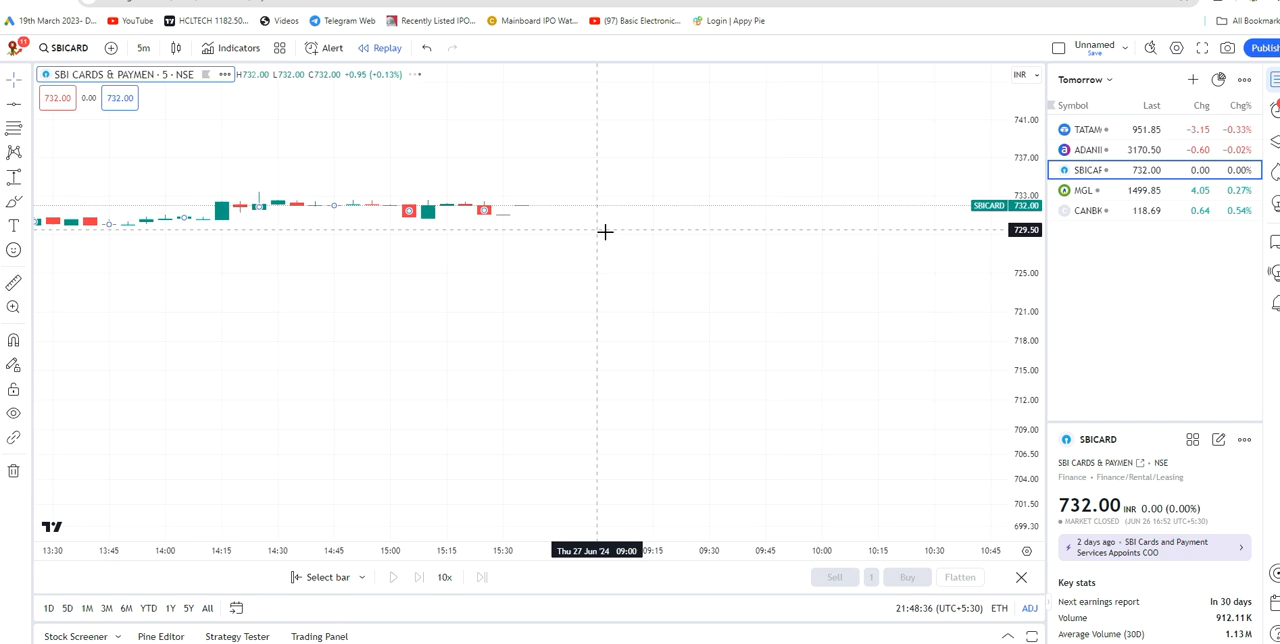 19th March 2023- D... YouTube HCLTECH 1182.50... Videos Telegram Web Recently Listed IPO... Mainboard IPO Wat... (97) Basic Electronic... Login | Appy Pie All Bookmark
11 SBICARD 5m Indicators Alert Replay Unnamed Save Publish
SBI CARDS & PAYMEN · 5 · NSE H732.00 L732.00 C732.00 +0.95 (+0.13%) INR
732.00 0.00 732.00
741.00
737.00
733.00
SBICARD 732.00
729.50
725.00
721.00
718.00
715.00
712.00
709.00
706.50
704.00
701.50
699.30
13:30 13:45 14:00 14:15 14:30 14:45 15:00 15:15 15:30 Thu 27 Jun '24 09:00 09:15 09:30 09:45 10:00 10:15 10:30 10:45
Select bar 10x Sell 1 Buy Flatten
1D 5D 1M 3M 6M YTD 1Y 5Y All 21:48:36 (UTC+5:30) ETH ADJ
Stock Screener Pine Editor Strategy Tester Trading Panel
Tomorrow
Symbol Last Chg Chg%
TATAM 951.85 −3.15 −0.33%
ADANI 3170.50 −0.60 −0.02%
SBICAF 732.00 0.00 0.00%
MGL 1499.85 4.05 0.27%
CANBK 118.69 0.64 0.54%
SBICARD
SBI CARDS & PAYMEN · NSE
Finance • Finance/Rental/Leasing
732.00 INR 0.00 (0.00%)
MARKET CLOSED (JUN 26 16:52 UTC+5:30)
2 days ago · SBI Cards and Payment
Services Appoints COO
Key stats
Next earnings report In 30 days
Volume 912.11K
Average Volume (30D) 1.13M